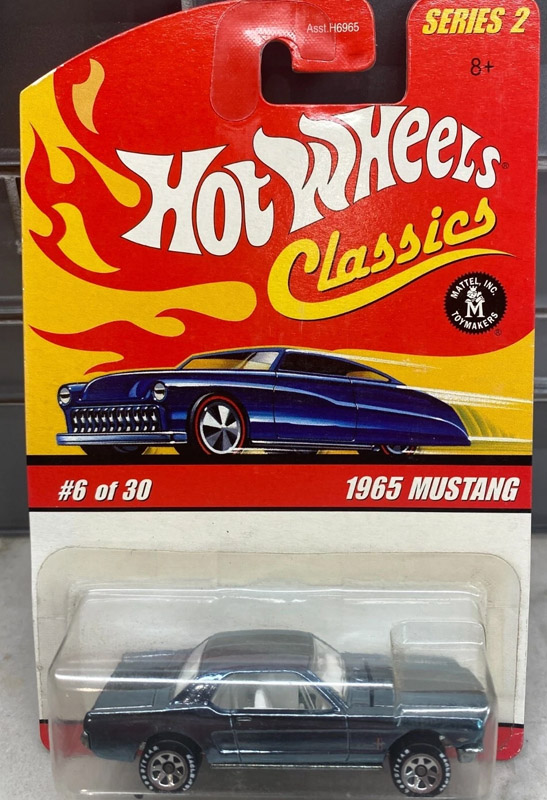 Asst.H6965
SERIES 2
8+
HOT WHEELS®
Classics
MATTEL, INC.
M
TOYMAKERS®
#6 of 30
1965 MUSTANG